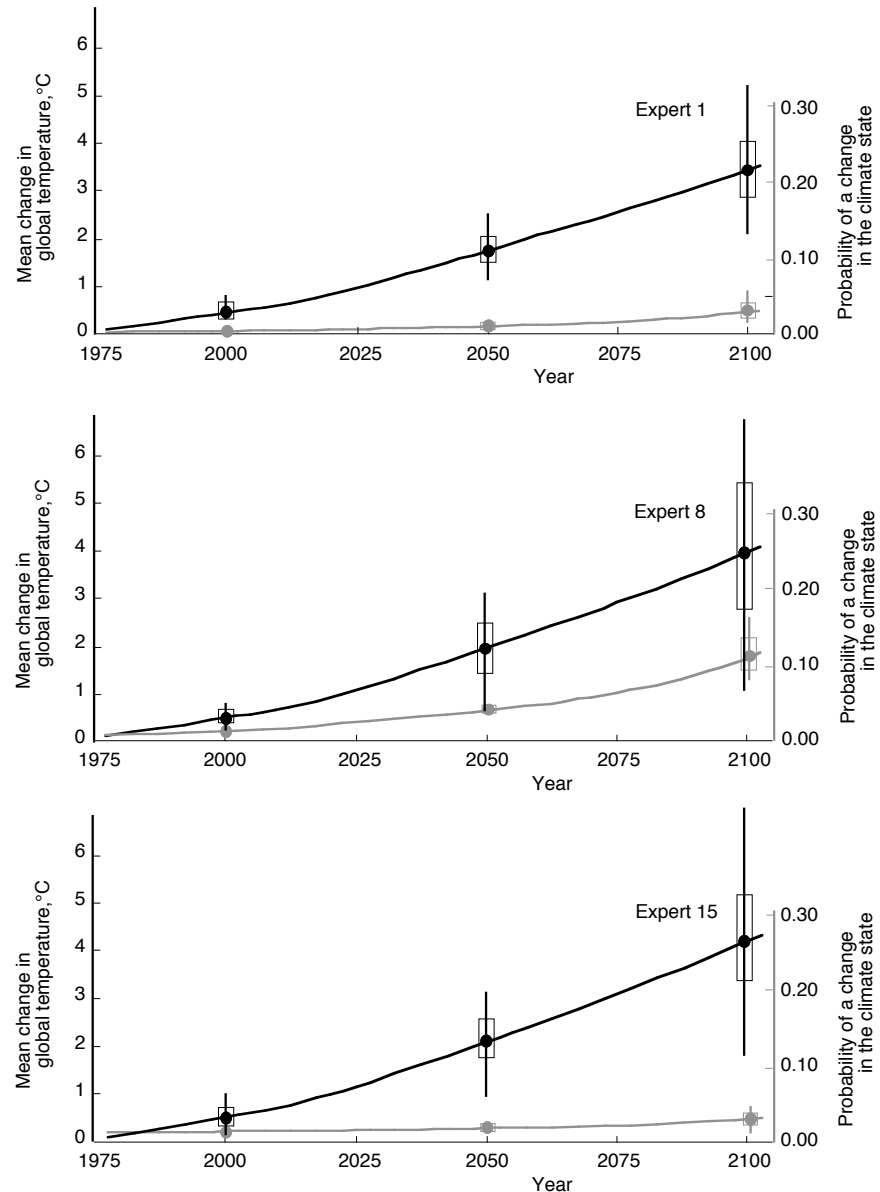 Mean change in
global temperature,°C
6
5
4
3
2
1
0
Expert 1
0.30
0.20
0.10
0.00
Probability of a change
in the climate state
1975 2000 2025 2050 2075 2100
Year
Mean change in
global temperature,°C
6
5
4
3
2
1
0
Expert 8
0.30
0.20
0.10
0.00
Probability of a change
in the climate state
1975 2000 2025 2050 2075 2100
Year
Mean change in
global temperature,°C
6
5
4
3
2
1
0
Expert 15
0.30
0.20
0.10
0.00
Probability of a change
in the climate state
1975 2000 2025 2050 2075 2100
Year